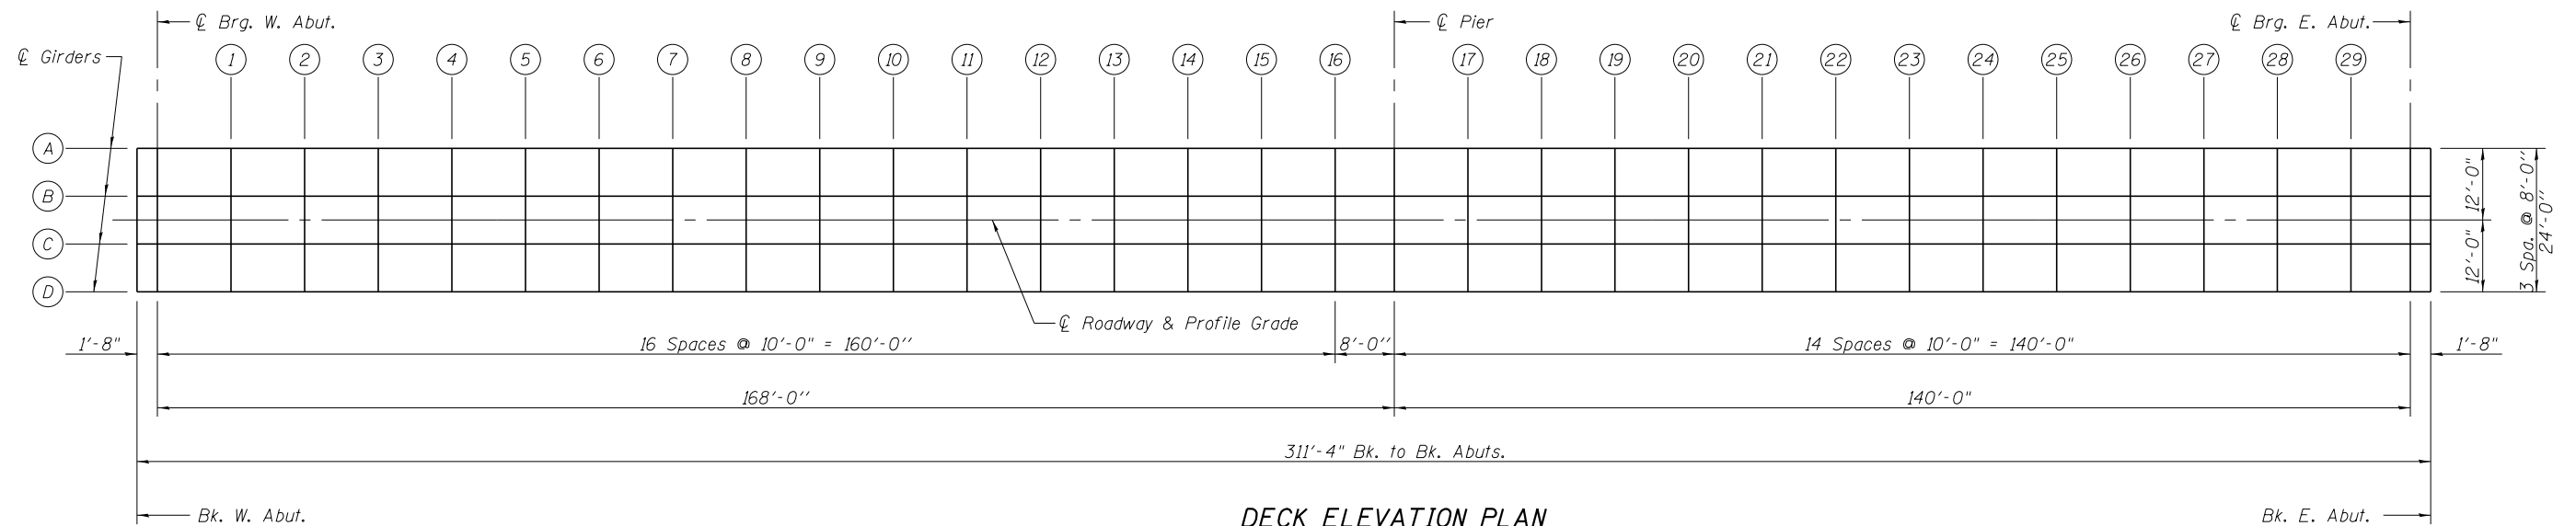 ℄ Brg. W. Abut.
℄ Pier
℄ Brg. E. Abut.
℄ Girders
1 2 3 4 5 6 7 8 9 10 11 12 13 14 15 16 17 18 19 20 21 22 23 24 25 26 27 28 29
A
B
C
D
12'-0"
12'-0"
3 Spa. @ 8'-0''
24'-0''
℄ Roadway & Profile Grade
1'-8"
16 Spaces @ 10'-0" = 160'-0''
8'-0''
14 Spaces @ 10'-0" = 140'-0"
1'-8"
168'-0''
140'-0"
311'-4" Bk. to Bk. Abuts.
Bk. W. Abut.
DECK ELEVATION PLAN
Bk. E. Abut.